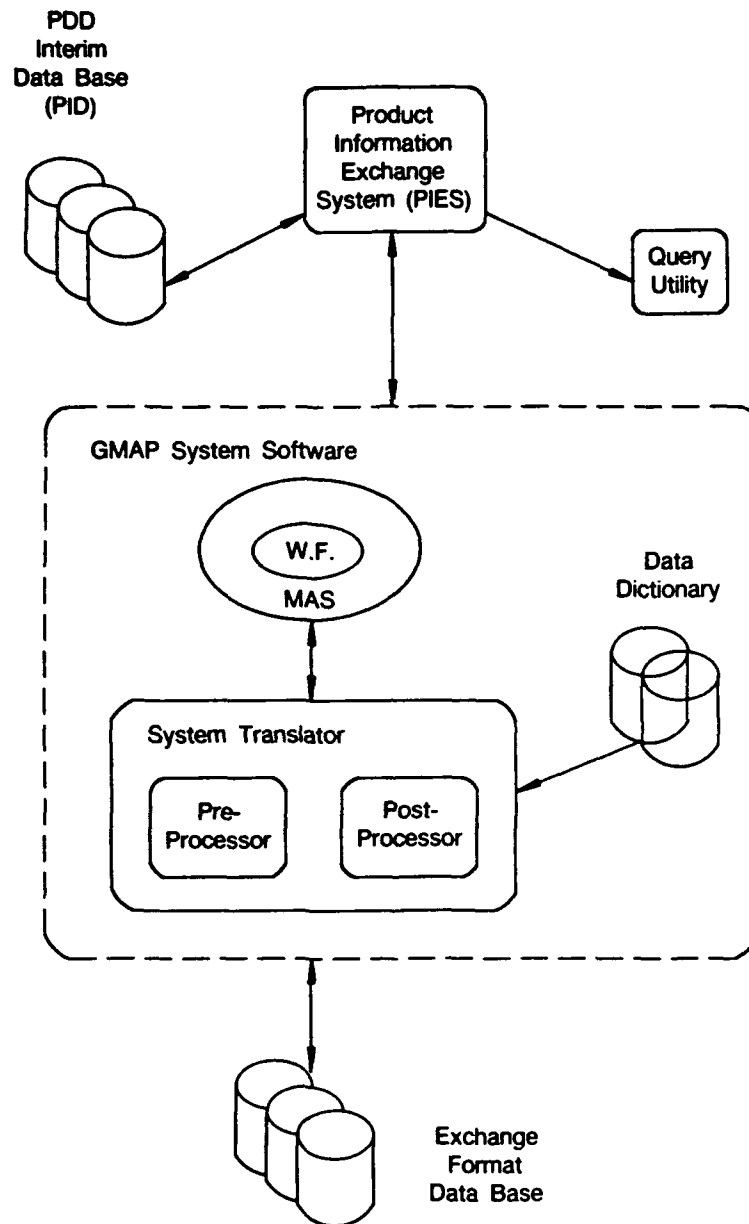 PDD
Interim
Data Base
(PID)
Product
Information
Exchange
System (PIES)
Query
Utility
GMAP System Software
W.F.
MAS
Data
Dictionary
System Translator
Pre-
Processor
Post-
Processor
Exchange
Format
Data Base